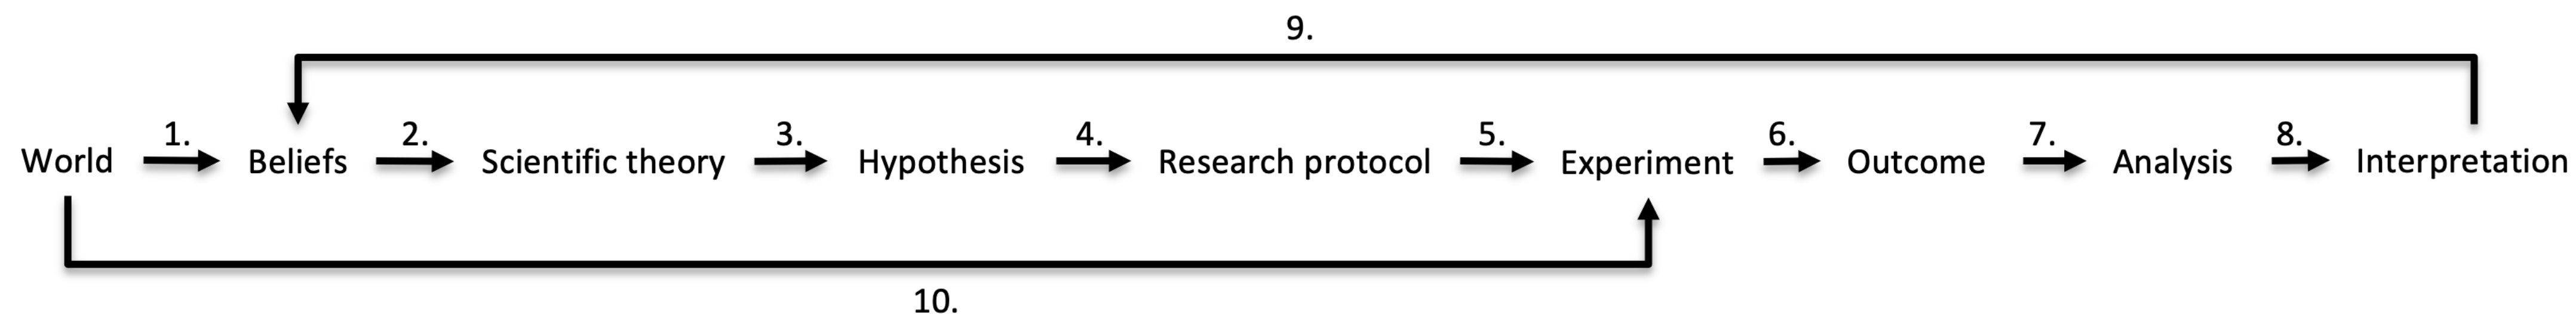 9.
1. 2. 3. 4. 5. 6. 7. 8.
World Beliefs Scientific theory Hypothesis Research protocol Experiment Outcome Analysis Interpretation
10.